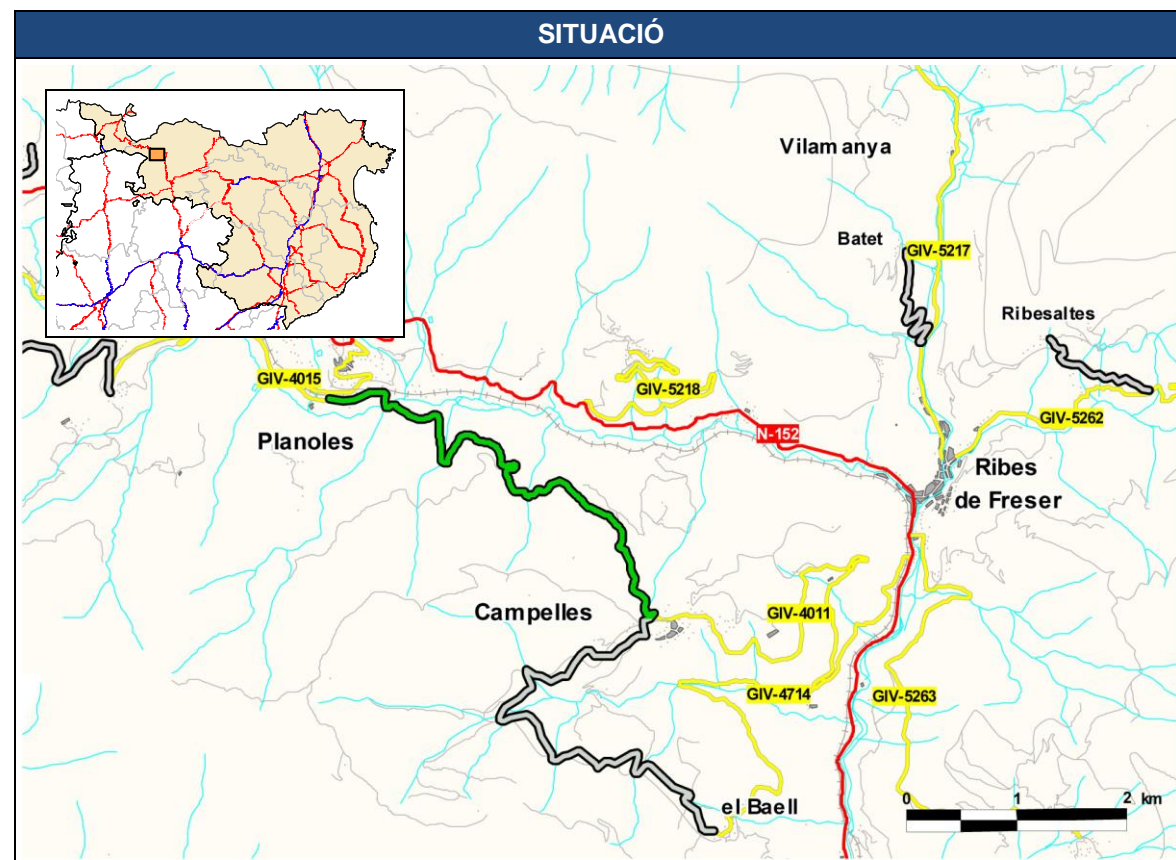 SITUACIÓ
Vilamanya
Batet
GIV-5217
Ribesaltes
GIV-4015
GIV-5218
GIV-5262
Planoles
N-152
Ribes
de Freser
Campelles
GIV-4011
GIV-4714
GIV-5263
el Baell
0 1 2 km